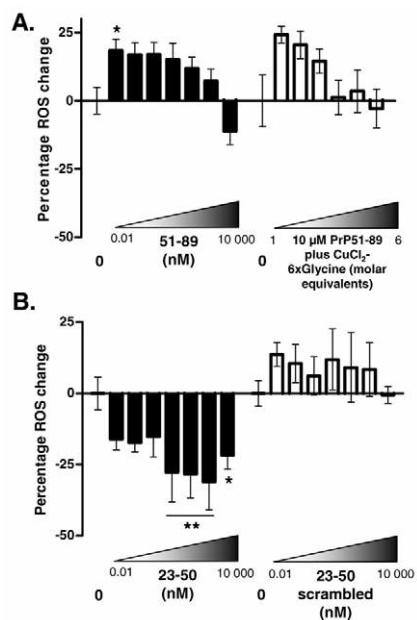 A.
Percentage ROS change
25
0
-25
-50
*
0
0.01
10 000
51-89
(nM)
0
1
6
10 µM PrP51-89
plus CuCl2-
6xGlycine (molar
equivalents)
B.
Percentage ROS change
25
0
-25
-50
**
*
0
0.01
10 000
23-50
(nM)
0
0.01
10 000
23-50
scrambled
(nM)